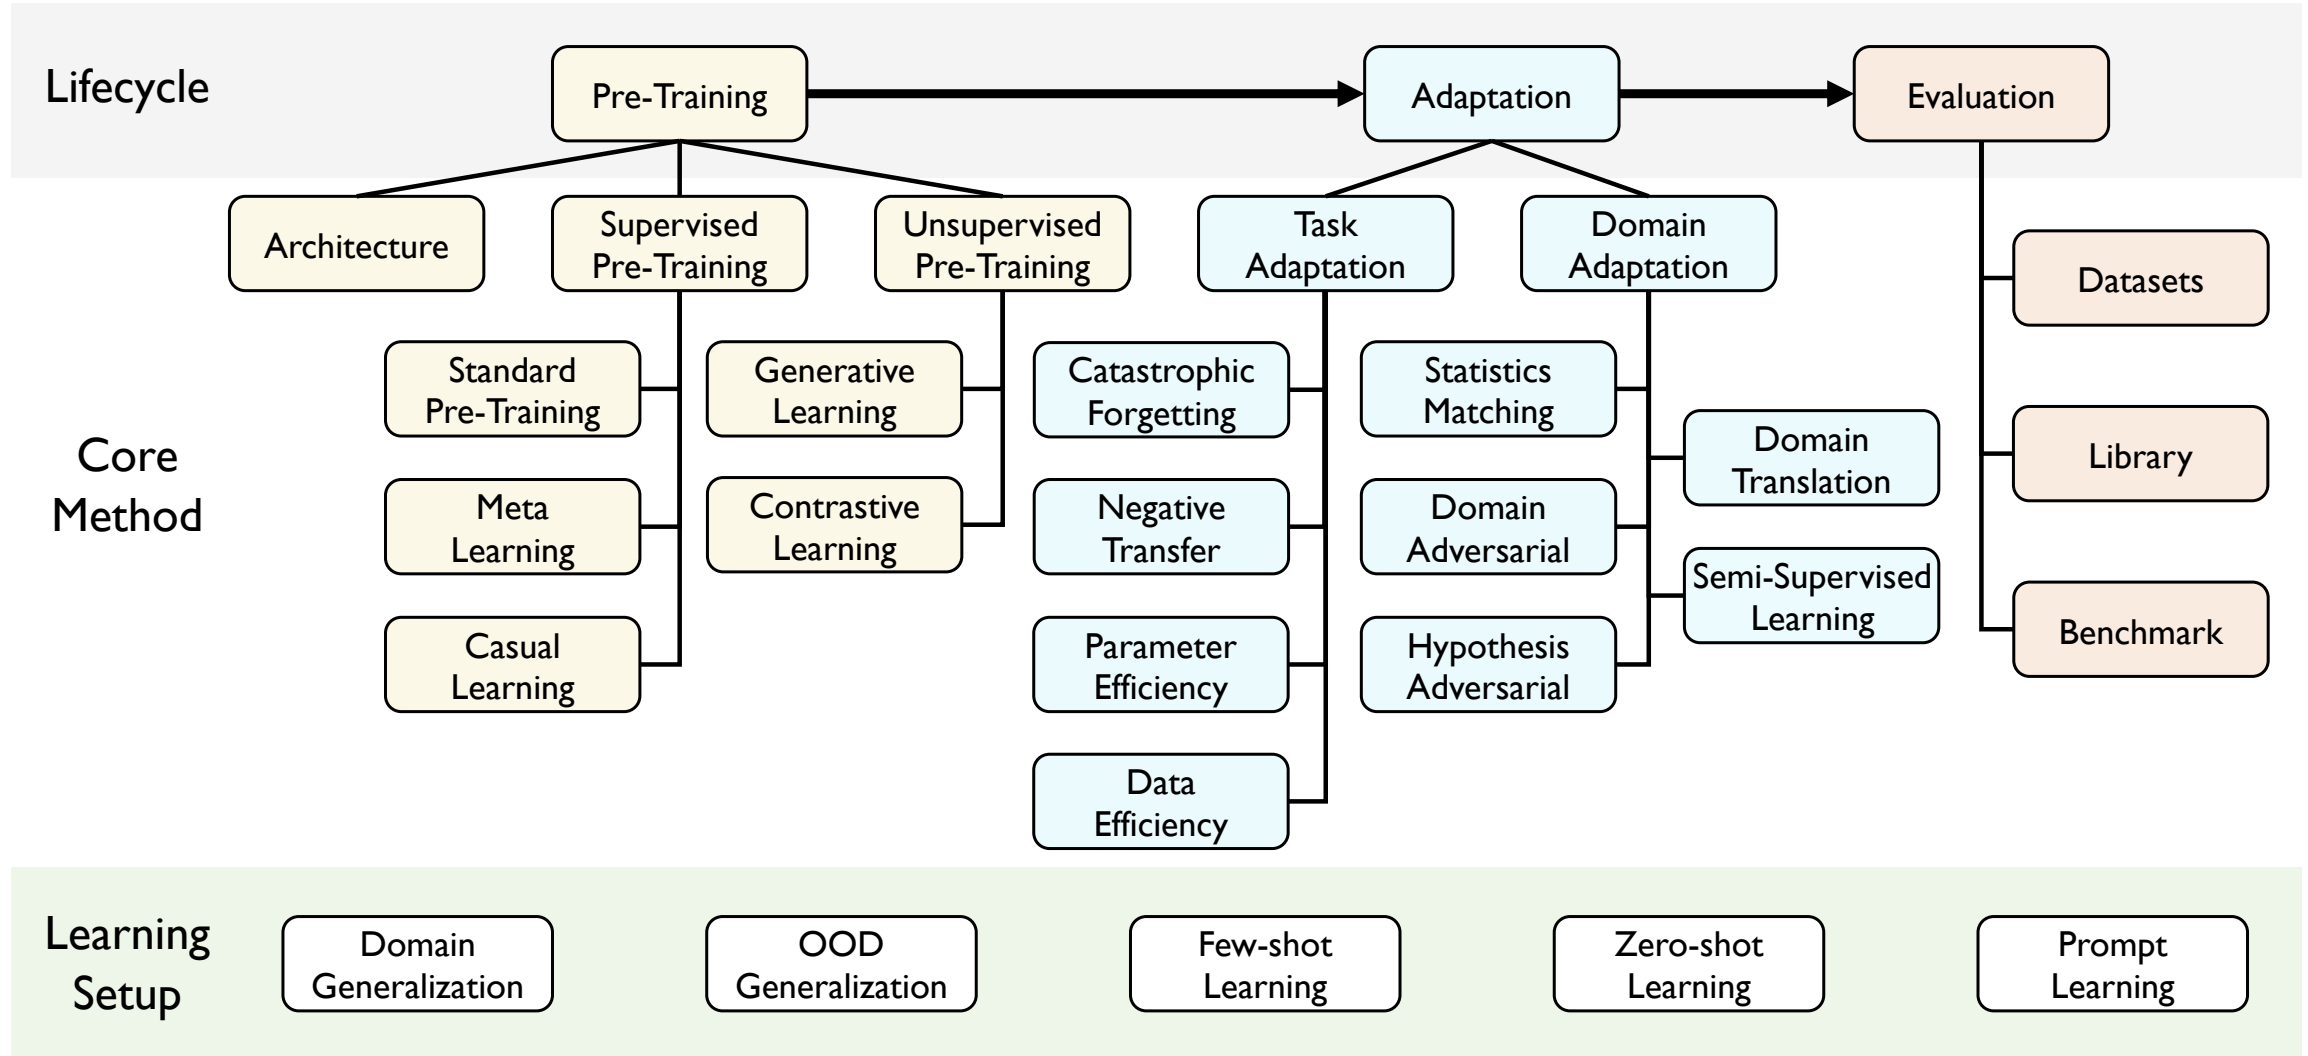 Lifecycle
Pre-Training
Adaptation
Evaluation
Core
Method
Architecture
Supervised
Pre-Training
Unsupervised
Pre-Training
Task
Adaptation
Domain
Adaptation
Standard
Pre-Training
Meta
Learning
Casual
Learning
Generative
Learning
Contrastive
Learning
Catastrophic
Forgetting
Negative
Transfer
Parameter
Efficiency
Data
Efficiency
Statistics
Matching
Domain
Adversarial
Hypothesis
Adversarial
Domain
Translation
Semi-Supervised
Learning
Datasets
Library
Benchmark
Learning
Setup
Domain
Generalization
OOD
Generalization
Few-shot
Learning
Zero-shot
Learning
Prompt
Learning